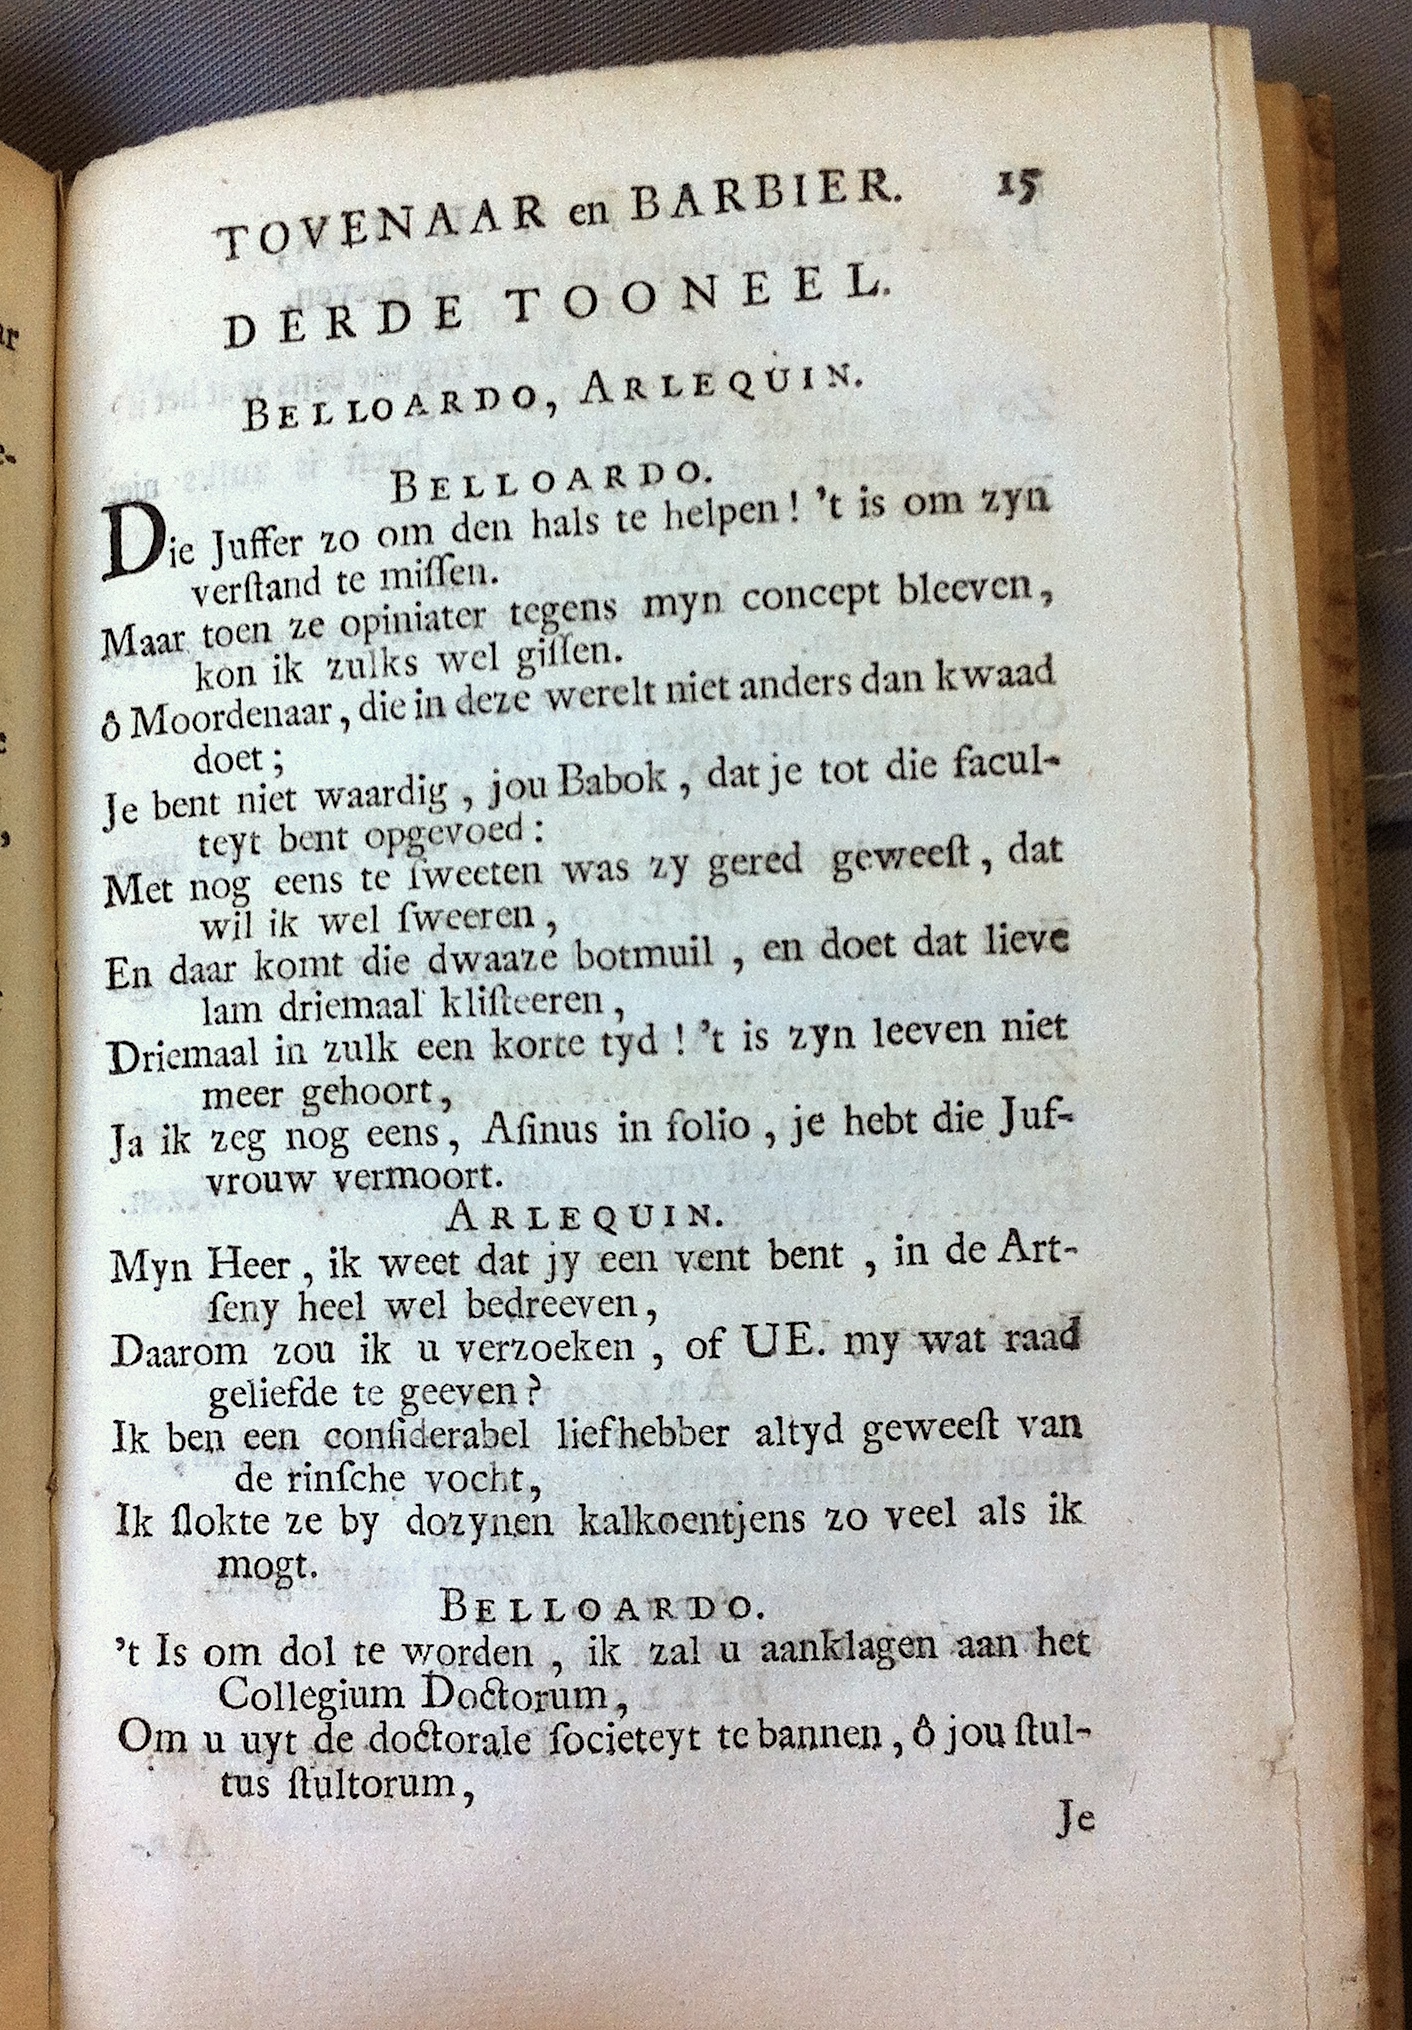 TOVENAAR en BARBIER. 15
DERDE TOONEEL.
BELLOARDO, ARLEQUIN.
BELLOARDO.
Die Juffer zo om den hals te helpen! 't is om zyn
verſtand te miſſen.
Maar toen ze opiniater tegens myn concept bleeven,
kon ik zulks wel giſſen.
ô Moordenaar, die in deze werelt niet anders dan kwaad
doet;
Je bent niet waardig, jou Babok, dat je tot die facul-
teyt bent opgevoed:
Met nog eens te ſweeten was zy gered geweeſt, dat
wil ik wel ſweeren,
En daar komt die dwaaze botmuil, en doet dat lieve
lam driemaal kliſteeren,
Driemaal in zulk een korte tyd! 't is zyn leeven niet
meer gehoort,
Ja ik zeg nog eens, Aſinus in folio, je hebt die Juf-
vrouw vermoort.
ARLEQUIN.
Myn Heer, ik weet dat jy een vent bent, in de Art-
ſeny heel wel bedreeven,
Daarom zou ik u verzoeken, of UE. my wat raad
geliefde te geeven?
Ik ben een conſiderabel liefhebber altyd geweeſt van
de rinſche vocht,
Ik ſlokte ze by dozynen kalkoentjens zo veel als ik
mogt.
BELLOARDO.
't Is om dol te worden, ik zal u aanklagen aan het
Collegium Doctorum,
Om u uyt de doctorale ſocieteyt te bannen, ô jou ſtul-
tus ſtultorum,
Je